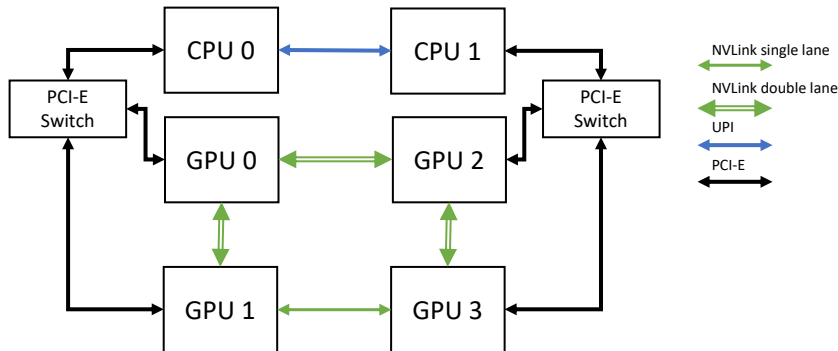 CPU 0
CPU 1
NVLink single lane
PCI-E
Switch
PCI-E
Switch
NVLink double lane
UPI
GPU 0
GPU 2
PCI-E
GPU 1
GPU 3